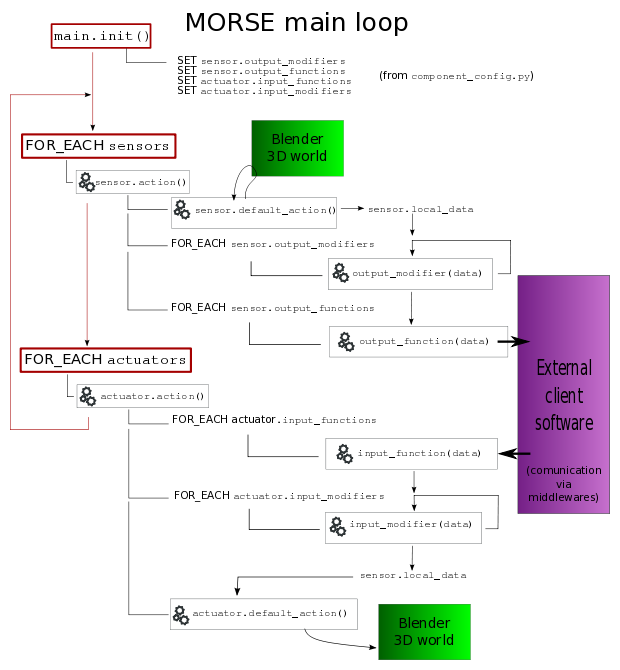 MORSE main loop
main.init()
SET sensor.output_modifiers
SET sensor.output_functions
SET actuator.input_functions
SET actuator.input_modifiers
(from component_config.py)
FOR_EACH sensors
Blender
3D world
sensor.action()
sensor.default_action()
sensor.local_data
FOR_EACH sensor.output_modifiers
output_modifier(data)
FOR_EACH sensor.output_functions
output_function(data)
External
client
software
(comunication
via
middlewares)
FOR_EACH actuators
actuator.action()
FOR_EACH actuator.input_functions
input_function(data)
FOR_EACH actuator.input_modifiers
input_modifier(data)
sensor.local_data
actuator.default_action()
Blender
3D world